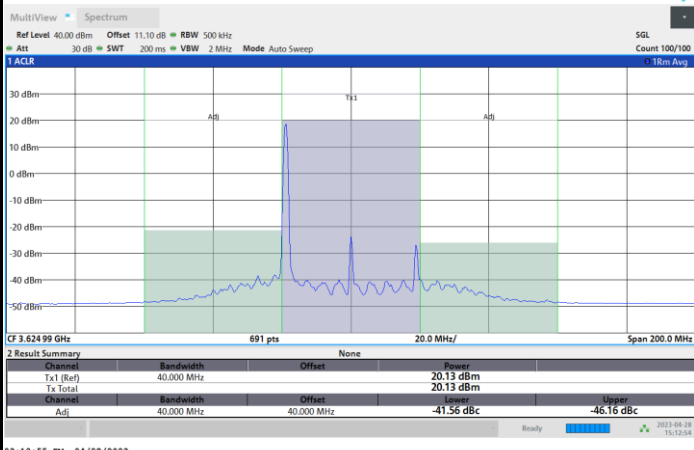 MultiView Spectrum
Ref Level 40.00 dBm Offset 11.10 dB RBW 500 kHz SGL
Att 30 dB SWT 200 ms VBW 2 MHz Mode Auto Sweep Count 100/100
1 ACLR 1Rm Avg
30 dBm
Tx1
20 dBm
Adj Adj
10 dBm
0 dBm
-10 dBm
-20 dBm
-30 dBm
-40 dBm
-50 dBm
CF 3.624 99 GHz 691 pts 20.0 MHz/ Span 200.0 MHz
2 Result Summary None
Channel Bandwidth Offset Power
Tx1 (Ref) 40.000 MHz 20.13 dBm
Tx Total 20.13 dBm
Channel Bandwidth Offset Lower Upper
Adj 40.000 MHz 40.000 MHz -41.56 dBc -46.16 dBc
Ready 2023-04-28
15:12:54